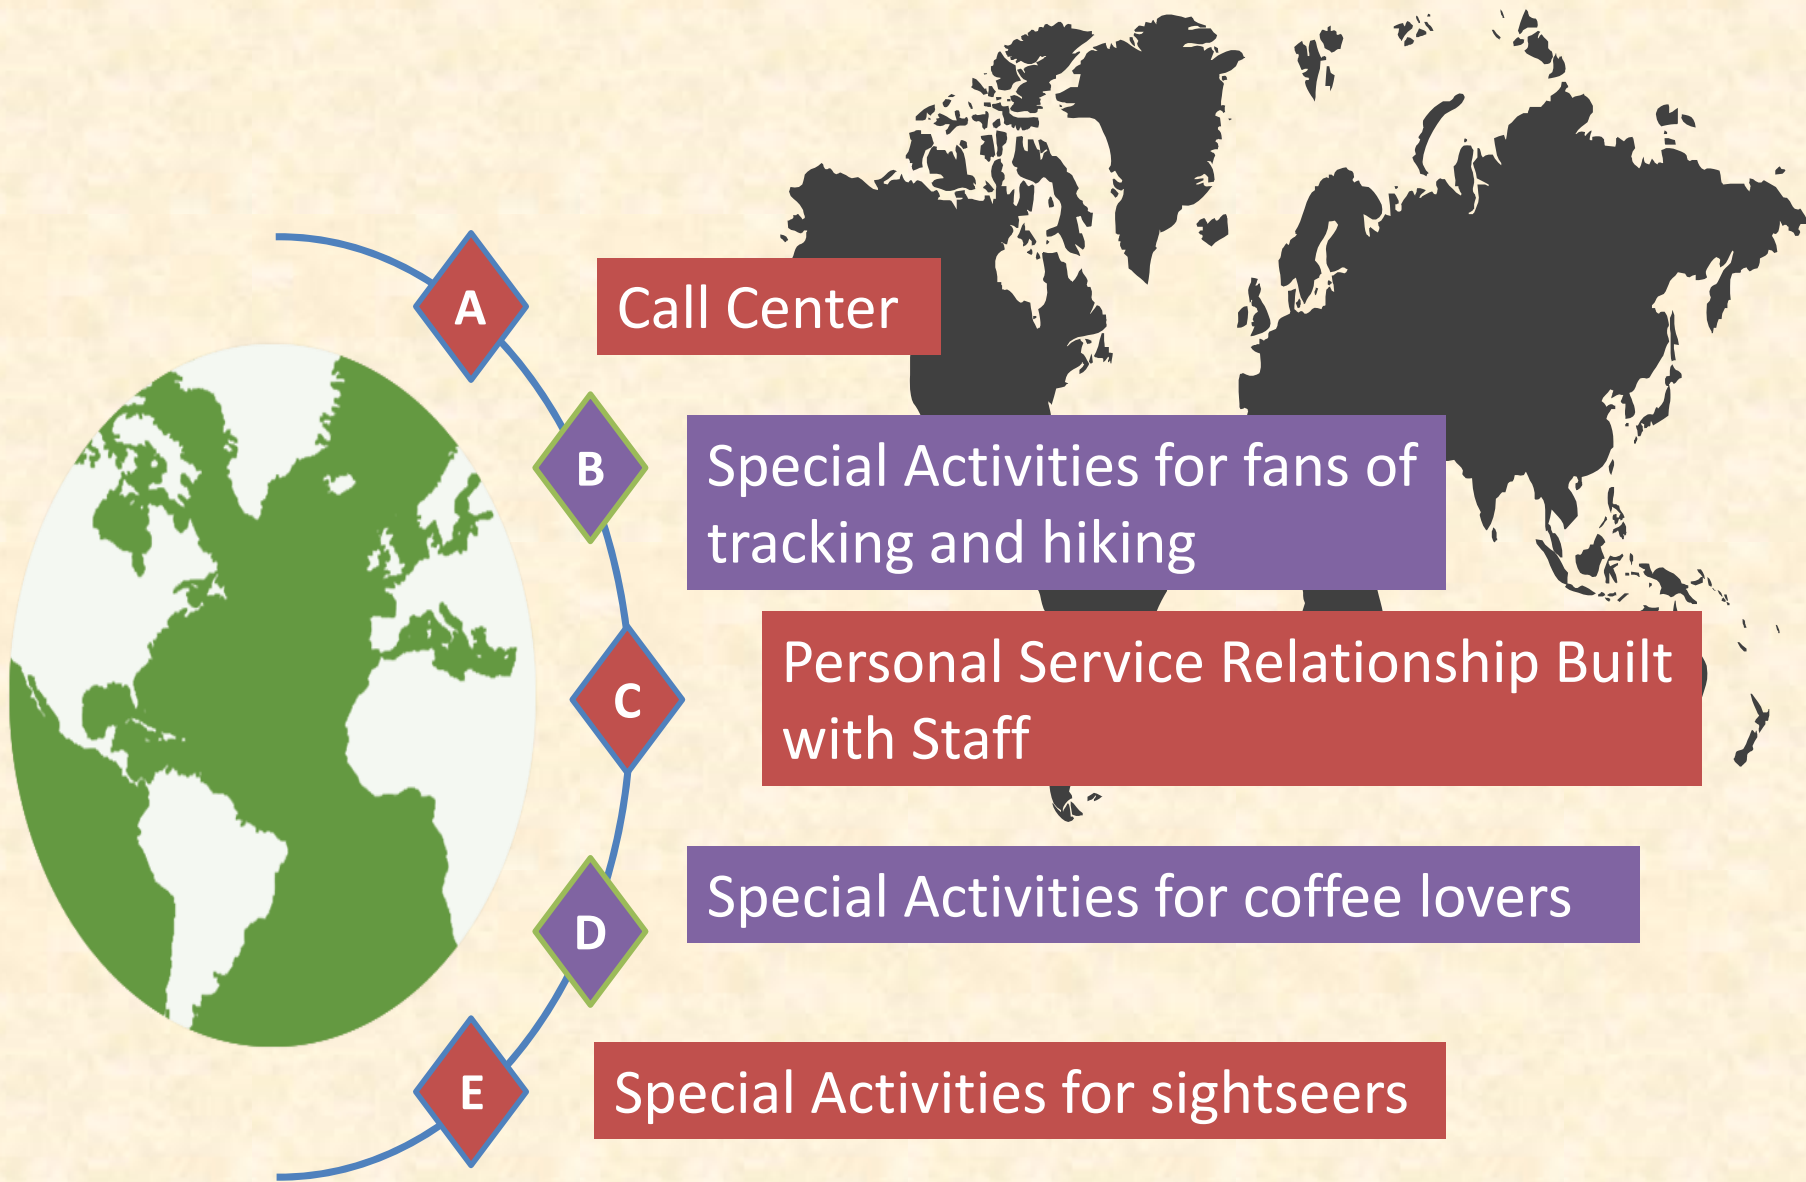 A
Call Center
B
Special Activities for fans of
tracking and hiking
C
Personal Service Relationship Built
with Staff
D
Special Activities for coffee lovers
E
Special Activities for sightseers